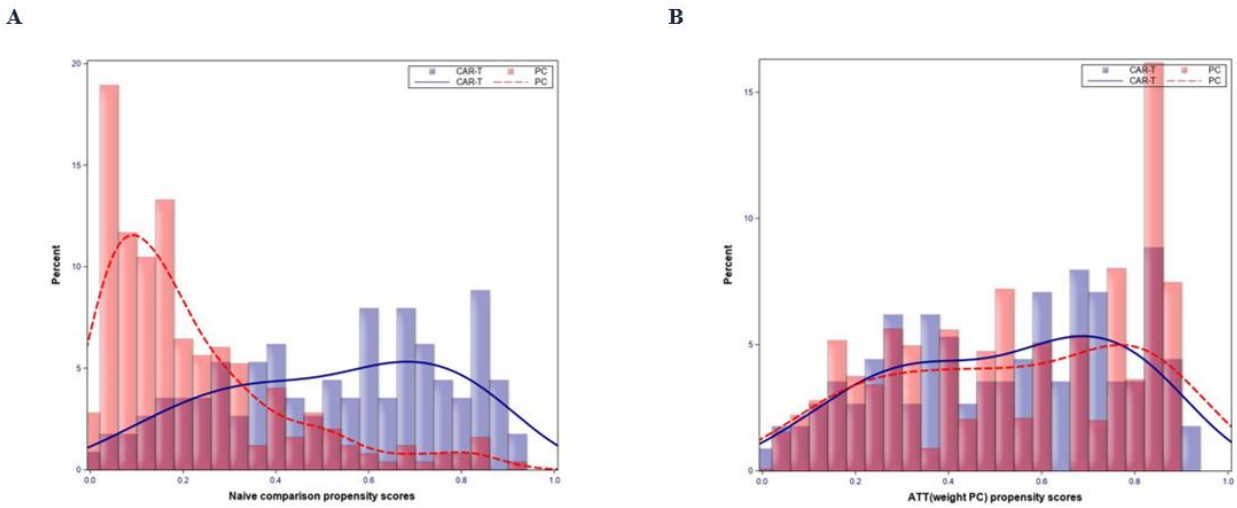 A
B
20
15
10
5
0
Percent
CAR-T PC
CAR-T PC
0.0 0.2 0.4 0.6 0.8 1.0
Naive comparison propensity scores
15
10
5
0
Percent
CAR-T PC
CAR-T PC
0.0 0.2 0.4 0.6 0.8 1.0
ATT(weight PC) propensity scores